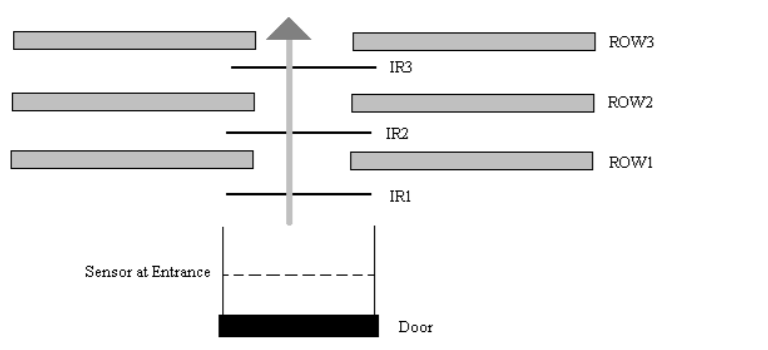 ROW3
IR3
ROW2
IR2
ROW1
IR1
Sensor at Entrance
Door